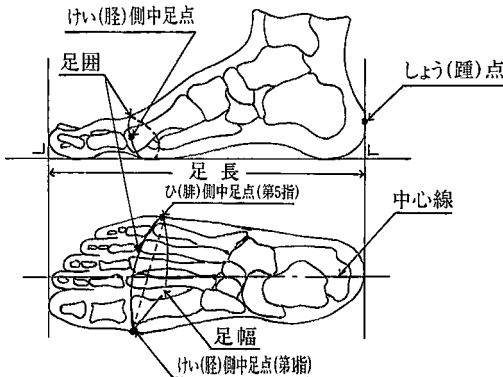 けい(脛)側中足点
足囲
しょう(踵)点
足長
ひ(腓)側中足点(第5指)
中心線
足幅
けい(脛)側中足点(第1指)